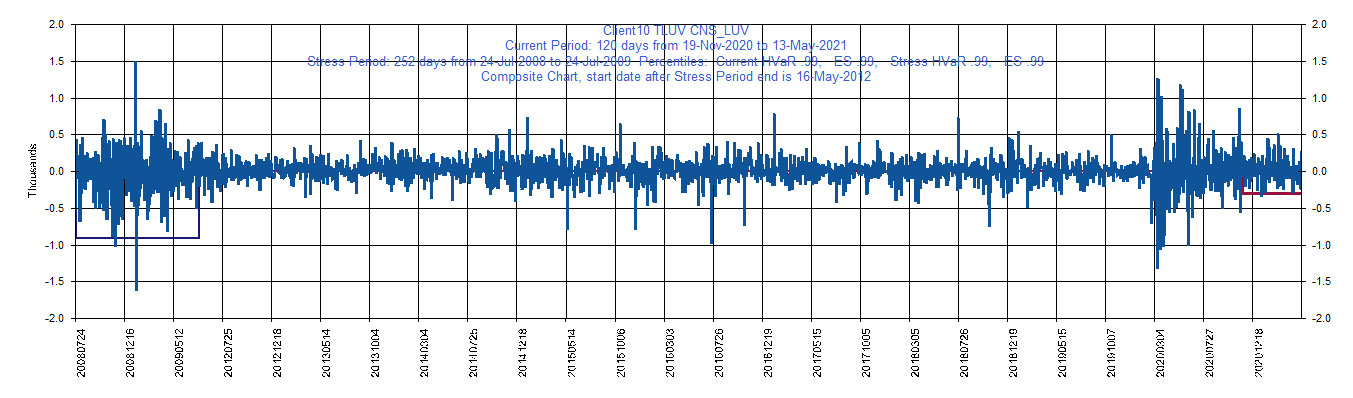 Client10 TLUV CNS_LUV
Current Period: 120 days from 19-Nov-2020 to 13-May-2021
Stress Period: 252 days from 24-Jul-2008 to 24-Jul-2009 Percentiles: Current HVaR .99, ES .99, Stress HVaR .99, ES .99
Composite Chart, start date after Stress Period end is 16-May-2012
2.0 2.0
1.5 1.5
1.0 1.0
0.5 0.5
0.0 0.0
-0.5 -0.5
-1.0 -1.0
-1.5 -1.5
-2.0 -2.0
Thousands
20080724 20081216 20090512 20120725 20121218 20130514 20131004 20140304 20140725 20141218 20150514 20151006 20160303 20160726 20161219 20170515 20171005 20180305 20180726 20181219 20190515 20191007 20200304 20200727 20201218